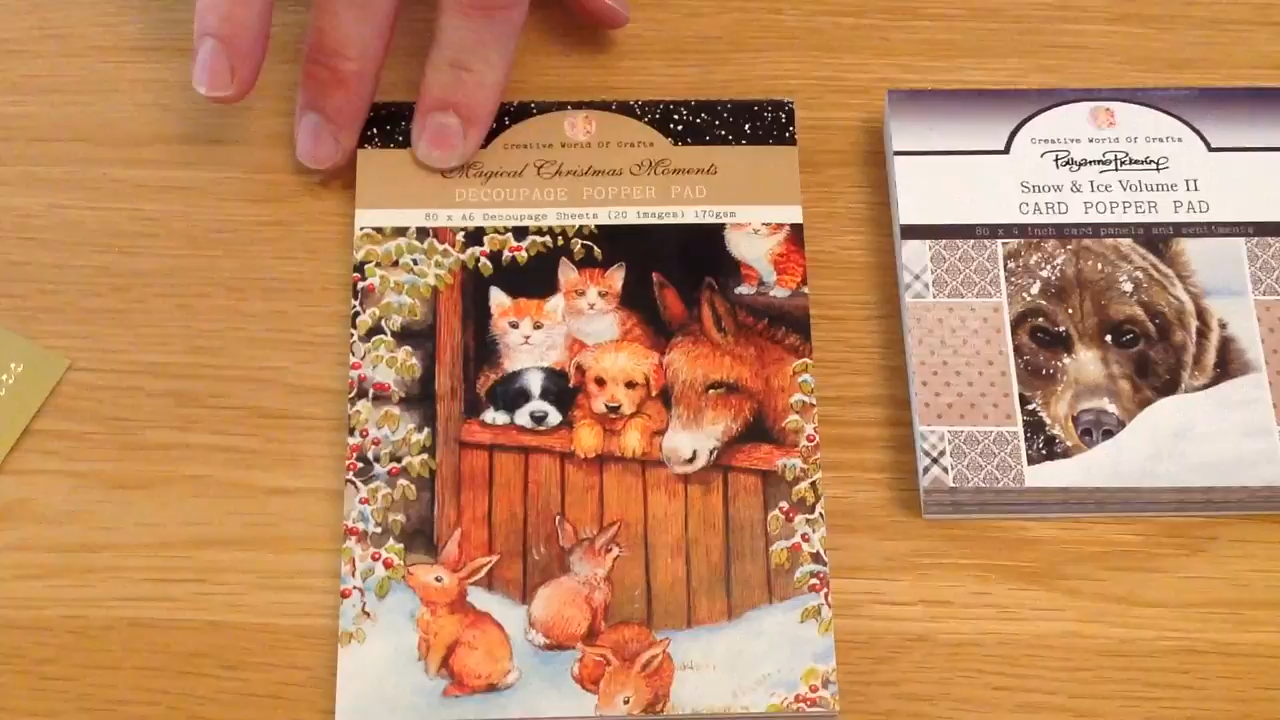 Creative World Of Crafts
Magical Christmas Moments
DECOUPAGE POPPER PAD
80 x A6 Decoupage Sheets (20 images) 170gsm
Creative World Of Crafts
Pollyanna Pickering
Snow & Ice Volume II
CARD POPPER PAD
80 x 4 inch card panels and sentiments